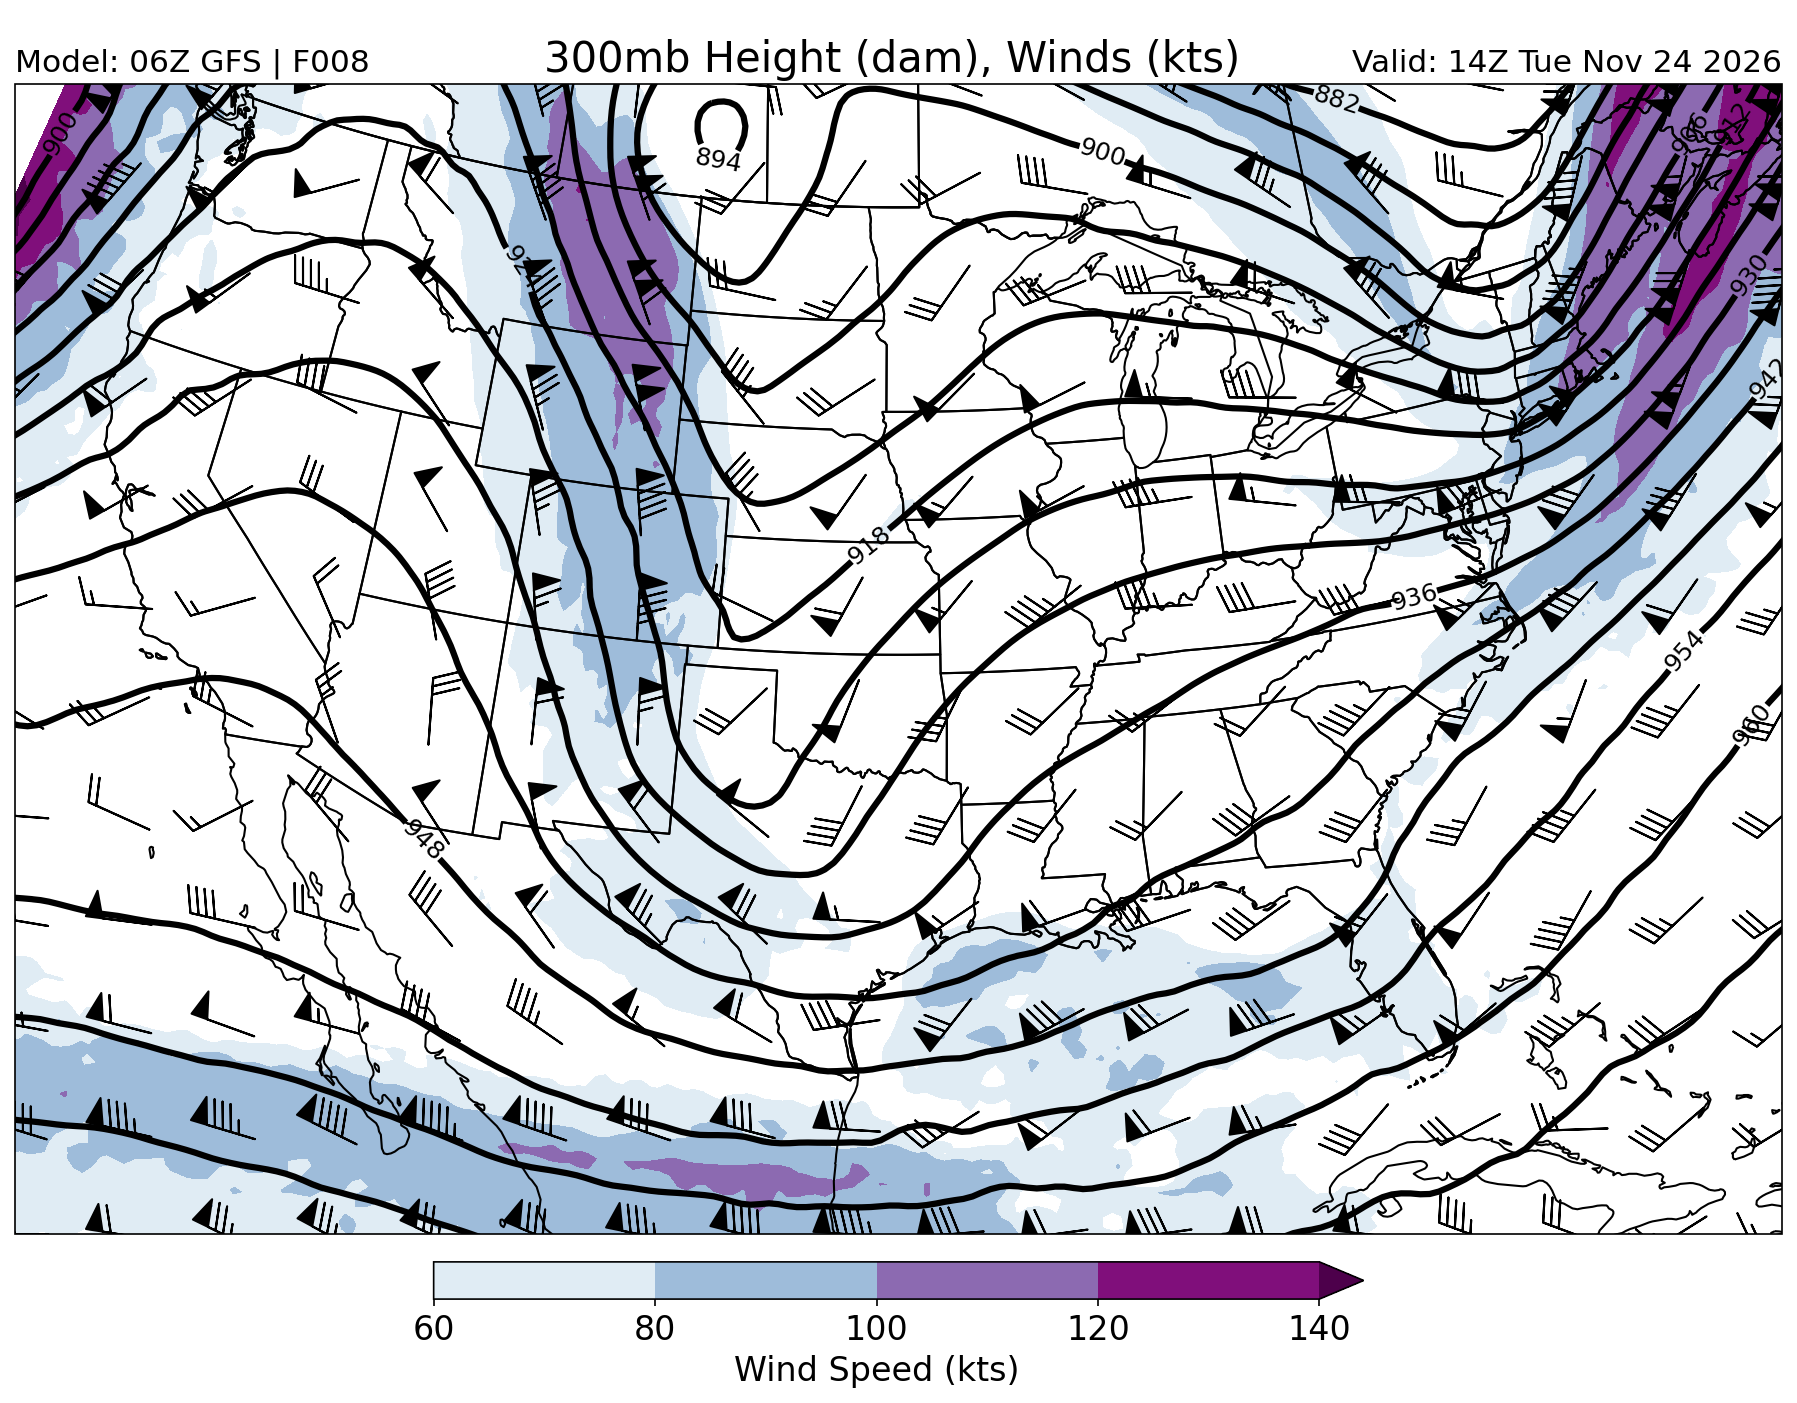 Model: 06Z GFS | F008
300mb Height (dam), Winds (kts)
Valid: 14Z Tue Nov 24 2026
882
900
894
900
912
930
942
918
936
954
960
948
60 80 100 120 140
Wind Speed (kts)